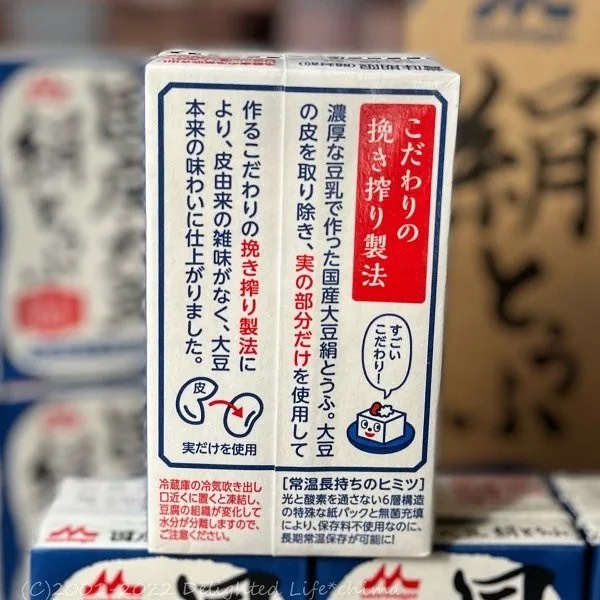 こだわりの
挽き搾り製法
濃厚な豆乳で作った国産大豆絹とうふ。大豆
の皮を取り除き、実の部分だけを使用して
作るこだわりの挽き搾り製法に
より、皮由来の雑味がなく、大豆
本来の味わいに仕上がりました。
すごい
こだわり!
皮
実だけを使用
冷蔵庫の冷気吹き出し
口近くに置くと凍結し、
豆腐の組織が変化して
水分が分離しますので、
ご注意ください。
[常温長持ちのヒミツ]
光と酸素を通さない6層構造
の特殊な紙パックと無菌充填
により、保存料不使用なのに、
長期常温保存が可能に!
絹とうふ
(C)2002-2022 Delighted Life*chima